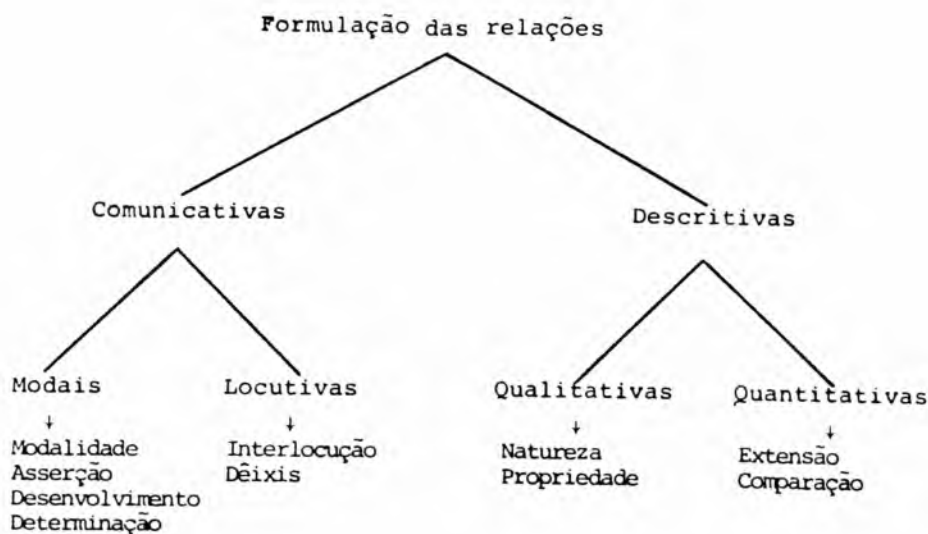 Formulação das relações
Comunicativas
Descritivas
Modais
↓
Modalidade
Asserção
Desenvolvimento
Determinação
Locutivas
↓
Interlocução
Dêixis
Qualitativas
↓
Natureza
Propriedade
Quantitativas
↓
Extensão
Comparação